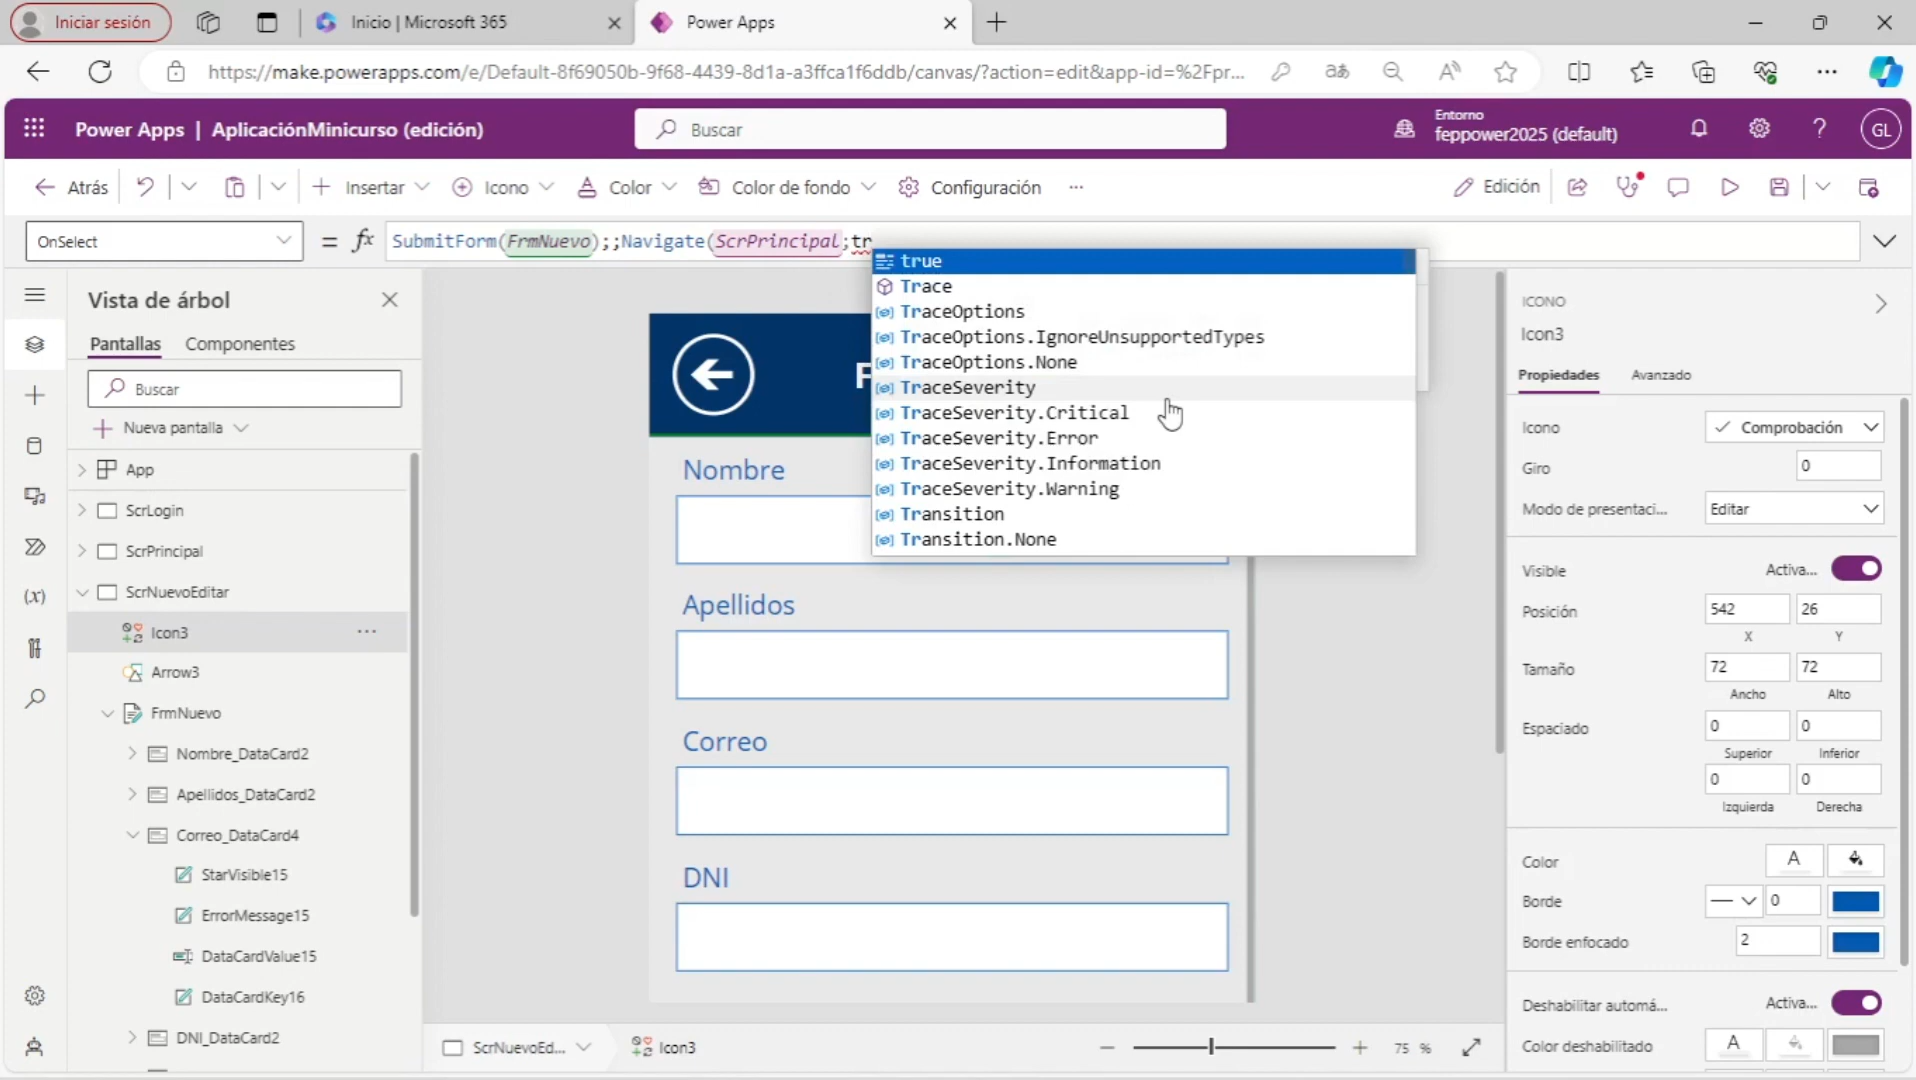 Iniciar sesión
Inicio | Microsoft 365
Power Apps
https://make.powerapps.com/e/Default-8f69050b-9f68-4439-8d1a-a3ffca1f6ddb/canvas/?action=edit&app-id=%2Fpr...
Power Apps | AplicaciónMinicurso (edición)
Buscar
Entorno
feppower2025 (default)
GL
Atrás
Insertar
Icono
Color
Color de fondo
Configuración
Edición
OnSelect
= fx SubmitForm(FrmNuevo);;Navigate(ScrPrincipal;tr
true
Trace
TraceOptions
TraceOptions.IgnoreUnsupportedTypes
TraceOptions.None
TraceSeverity
TraceSeverity.Critical
TraceSeverity.Error
TraceSeverity.Information
TraceSeverity.Warning
Transition
Transition.None
Vista de árbol
Pantallas
Componentes
Buscar
Nueva pantalla
App
ScrLogin
ScrPrincipal
ScrNuevoEditar
Icon3
Arrow3
FrmNuevo
Nombre_DataCard2
Apellidos_DataCard2
Correo_DataCard4
StarVisible15
ErrorMessage15
DataCardValue15
DataCardKey16
DNI_DataCard2
F
Nombre
Apellidos
Correo
DNI
ScrNuevoEd...
Icon3
75 %
ICONO
Icon3
Propiedades
Avanzado
Icono
Comprobación
Giro
0
Modo de presentaci...
Editar
Visible
Activa...
Posición
542
26
X
Y
Tamaño
72
72
Ancho
Alto
Espaciado
0
0
Superior
Inferior
0
0
Izquierda
Derecha
Color
A
Borde
0
Borde enfocado
2
Deshabilitar automá...
Activa...
Color deshabilitado
A